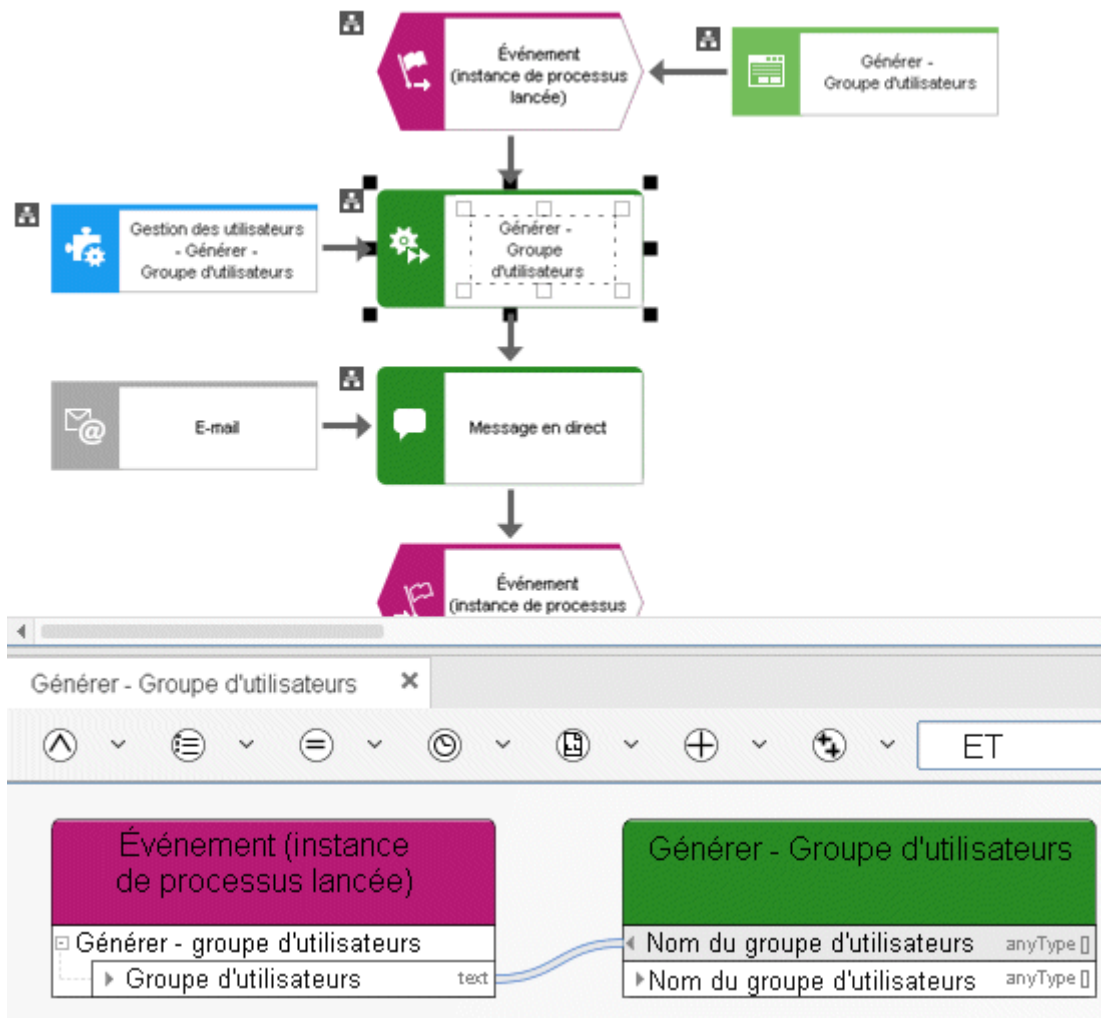 Événement
(instance de processus
lancée)
Générer -
Groupe d'utilisateurs
Gestion des utilisateurs
- Générer -
Groupe d'utilisateurs
Générer -
Groupe
d'utilisateurs
E-mail
Message en direct
Événement
(instance de processus
Générer - Groupe d'utilisateurs
ET
Événement (instance
de processus lancée)
Générer - groupe d'utilisateurs
Groupe d'utilisateurs text
Générer - Groupe d'utilisateurs
Nom du groupe d'utilisateurs anyType []
Nom du groupe d'utilisateurs anyType []